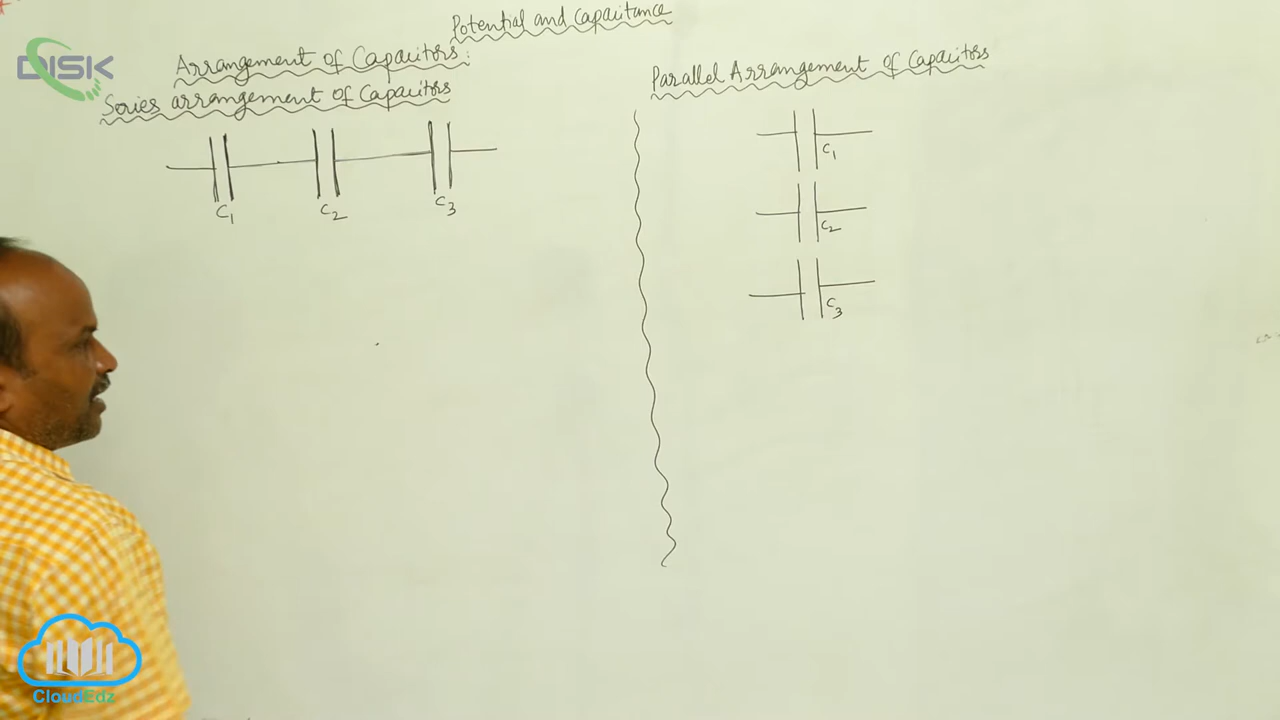 Potential and Capacitance
DISK
Arrangement of Capacitors:
Series arrangement of Capacitors
C1
C2
C3
Parallel Arrangement of Capacitors
C1
C2
C3
CloudEdz